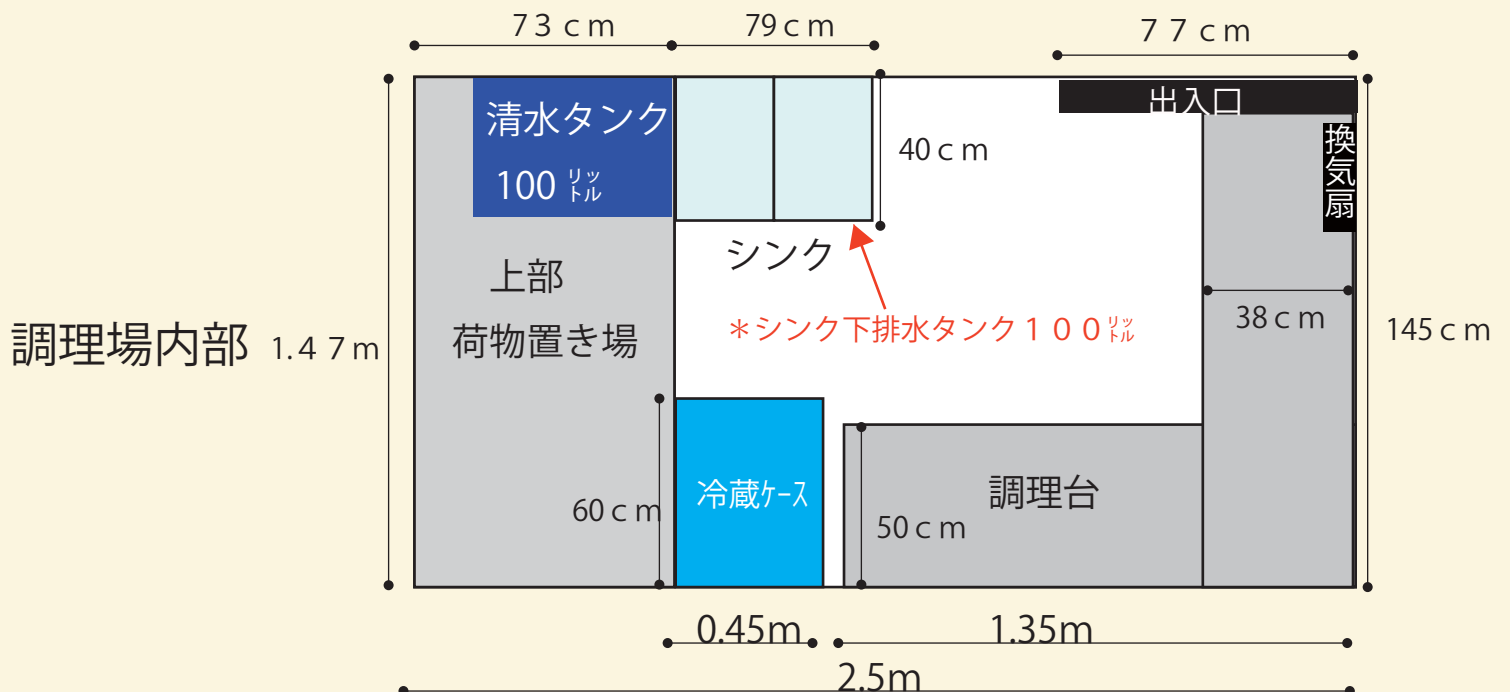 73ｃｍ
79ｃｍ
77ｃｍ
清水タンク
100㍑
出入口
換気扇
40ｃｍ
シンク
上部
荷物置き場
＊シンク下排水タンク１００㍑
38ｃｍ
調理場内部
1.47ｍ
145ｃｍ
冷蔵ｹｰｽ
調理台
60ｃｍ
50ｃｍ
0.45m
1.35m
2.5m